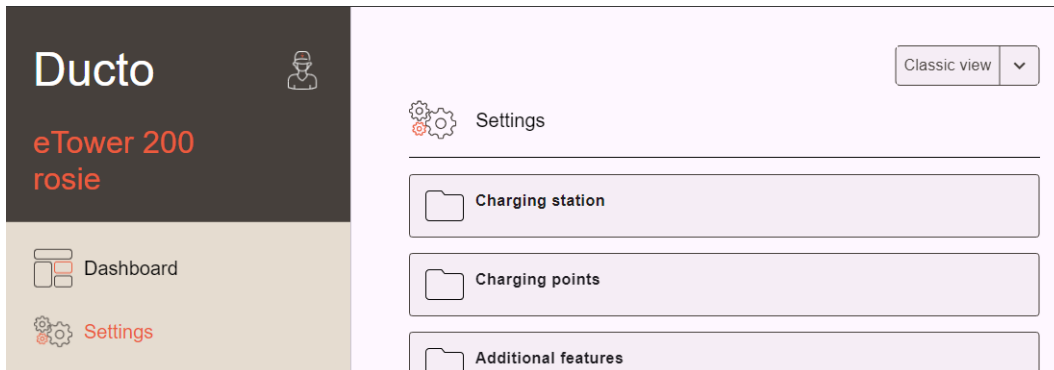 Ducto
eTower 200
rosie
Dashboard
Settings
Classic view
Settings
Charging station
Charging points
Additional features